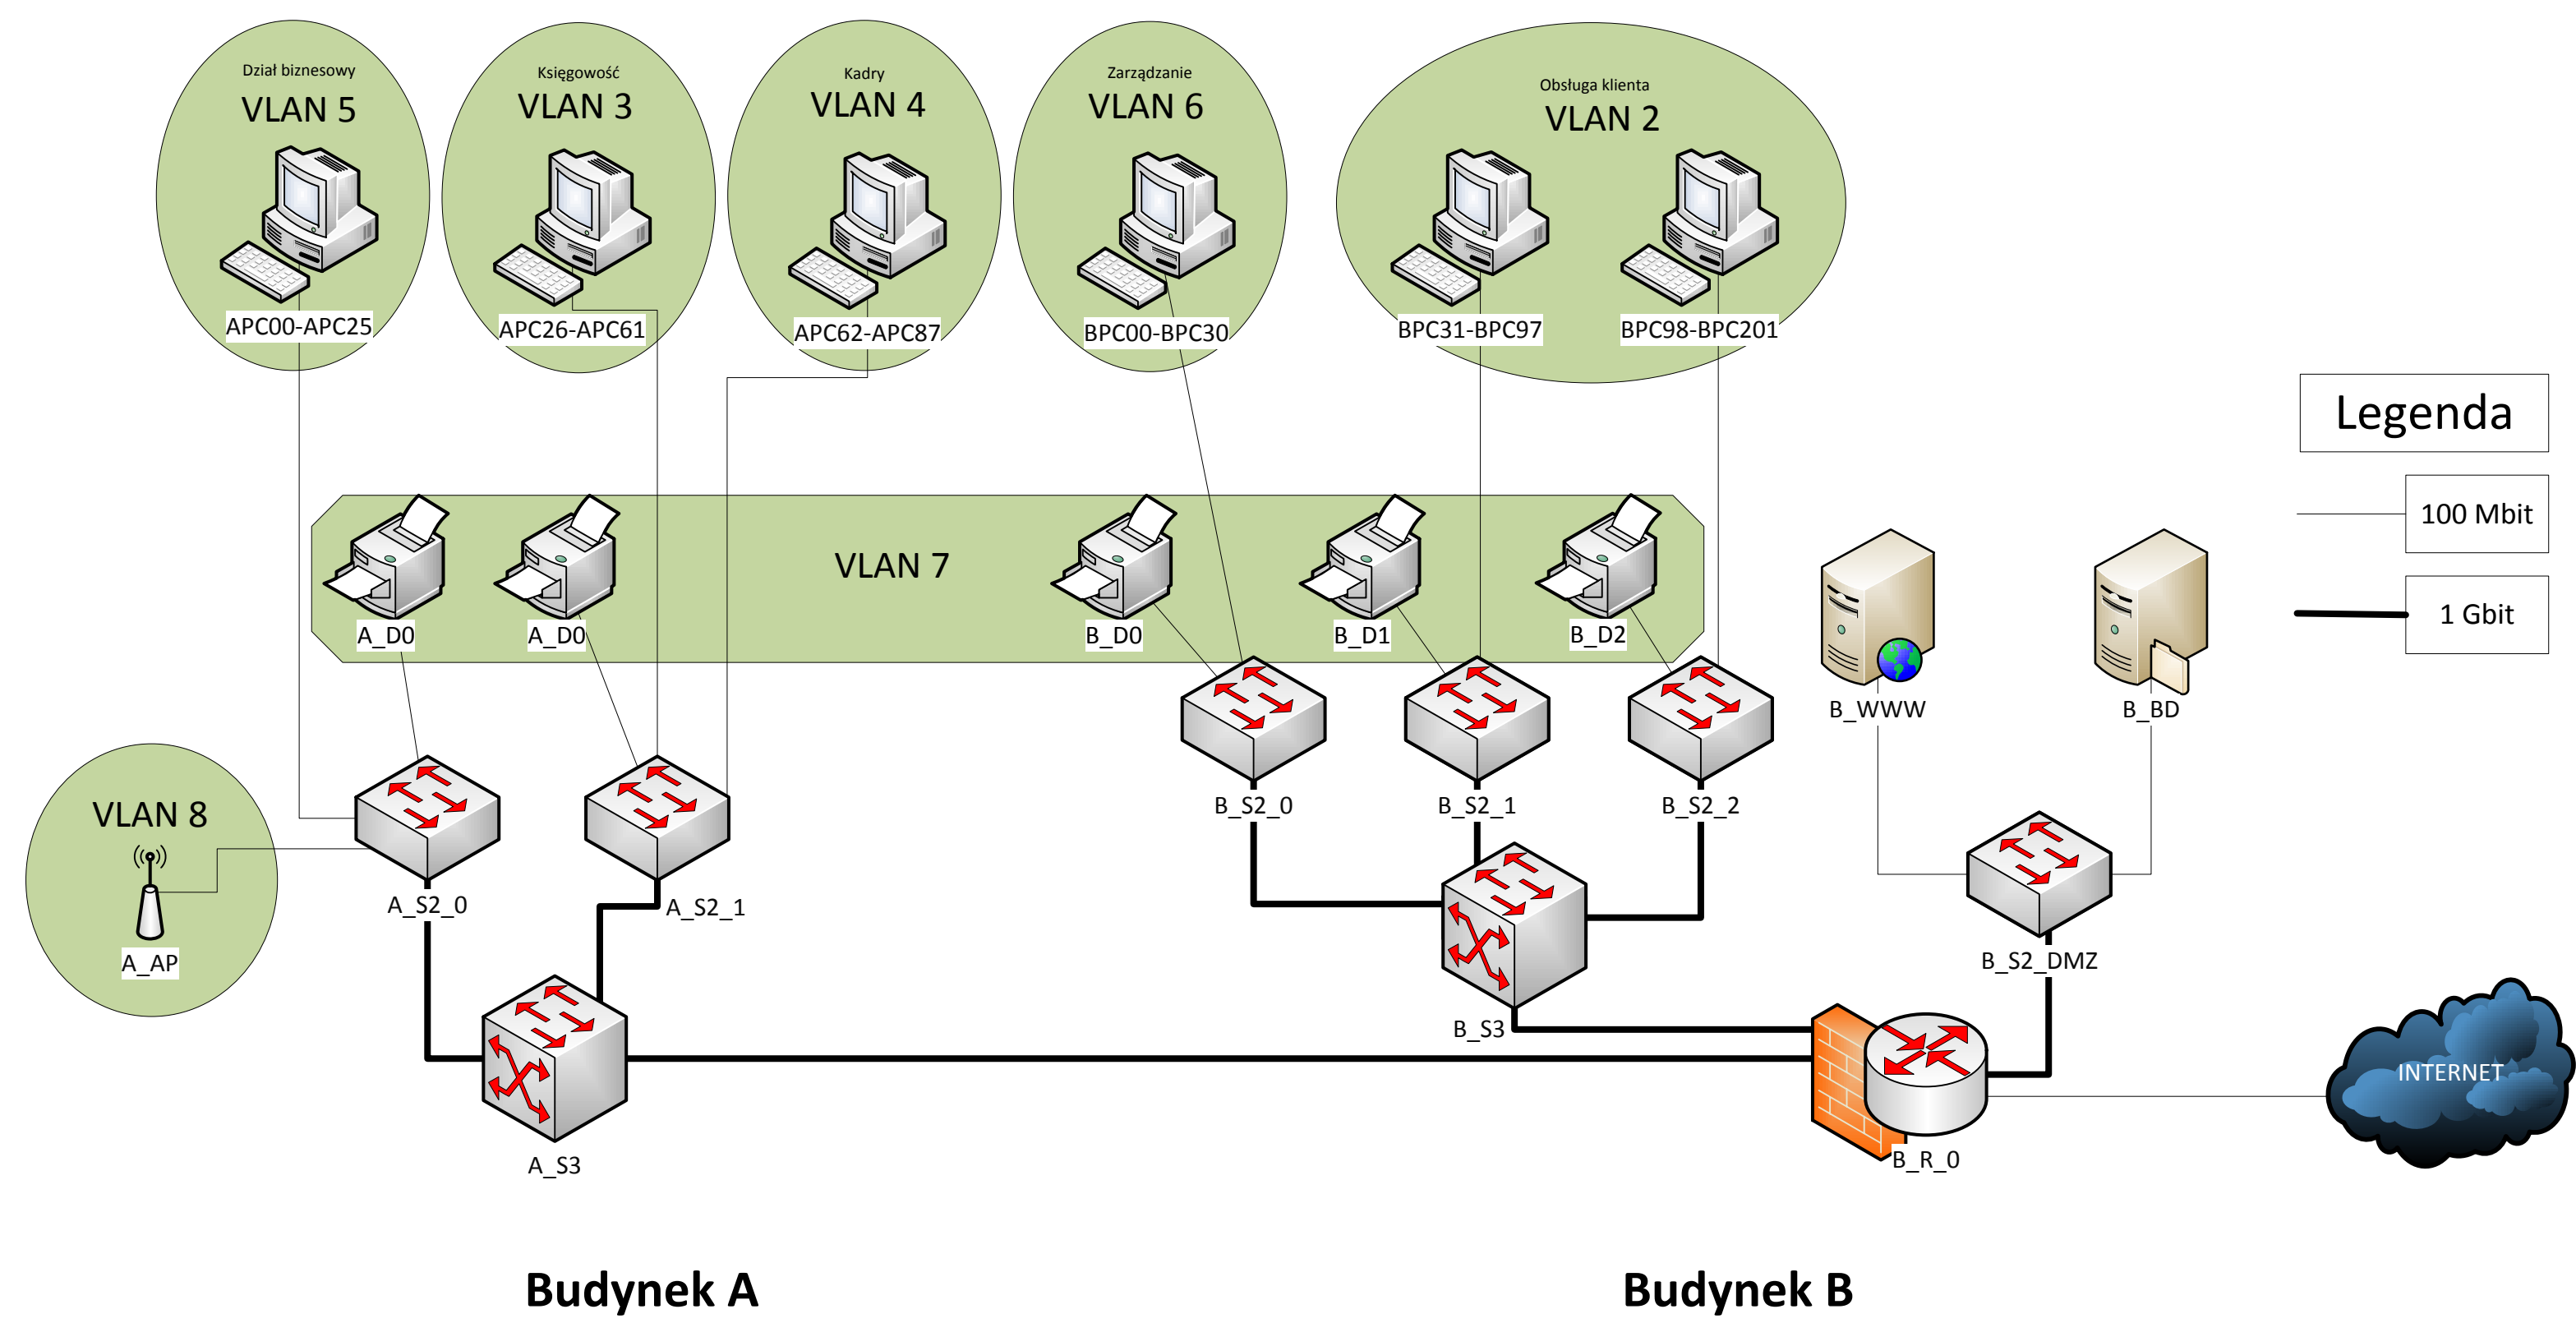 Dział biznesowy
VLAN 5
APC00-APC25
Księgowość
VLAN 3
APC26-APC61
Kadry
VLAN 4
APC62-APC87
Zarządzanie
VLAN 6
BPC00-BPC30
Obsługa klienta
VLAN 2
BPC31-BPC97
BPC98-BPC201
Legenda
100 Mbit
1 Gbit
VLAN 7
A_D0
A_D0
B_D0
B_D1
B_D2
B_WWW
B_BD
VLAN 8
A_AP
A_S2_0
A_S2_1
B_S2_0
B_S2_1
B_S2_2
B_S2_DMZ
B_S3
A_S3
B_R_0
INTERNET
Budynek A
Budynek B